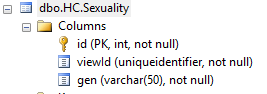 dbo.HC.Sexuality
Columns
id (PK, int, not null)
viewId (uniqueidentifier, not null)
gen (varchar(50), not null)